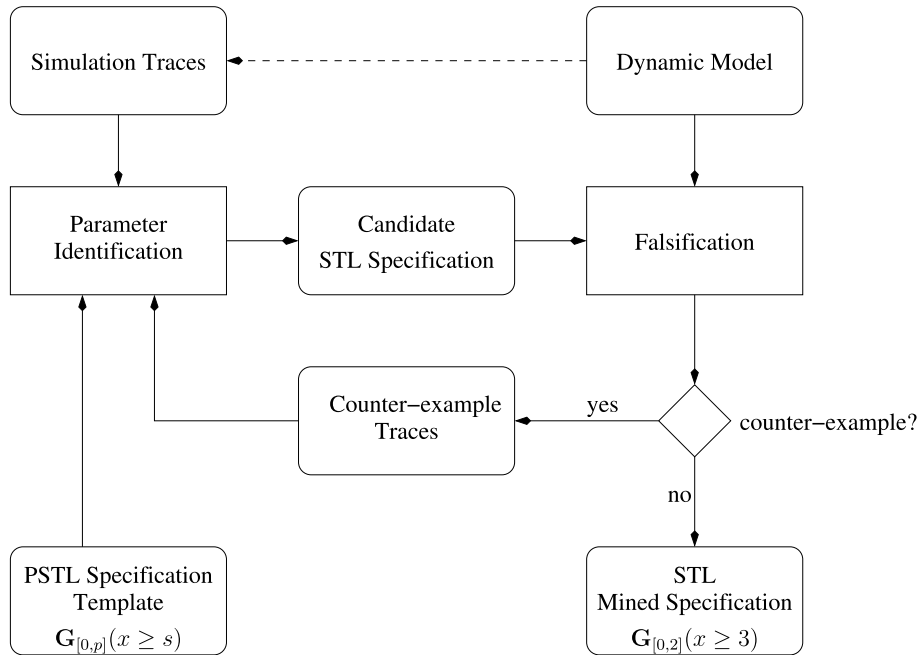 Simulation Traces
Dynamic Model
Parameter
Identification
Candidate
STL Specification
Falsification
Counter−example
Traces
yes
counter−example?
no
PSTL Specification
Template
G[0,p](x ≥ s)
STL
Mined Specification
G[0,2](x ≥ 3)